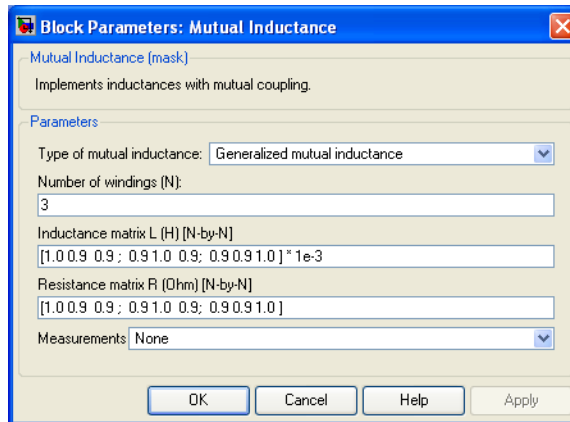 Block Parameters: Mutual Inductance
Mutual Inductance (mask)
Implements inductances with mutual coupling.
Parameters
Type of mutual inductance: Generalized mutual inductance
Number of windings (N):
3
Inductance matrix L (H) [N-by-N]
[1.0 0.9  0.9 ;  0.9 1.0  0.9;  0.9 0.9 1.0 ] * 1e-3
Resistance matrix R (Ohm) [N-by-N]
[1.0 0.9  0.9 ;  0.9 1.0  0.9;  0.9 0.9 1.0 ]
Measurements None
OK Cancel Help Apply